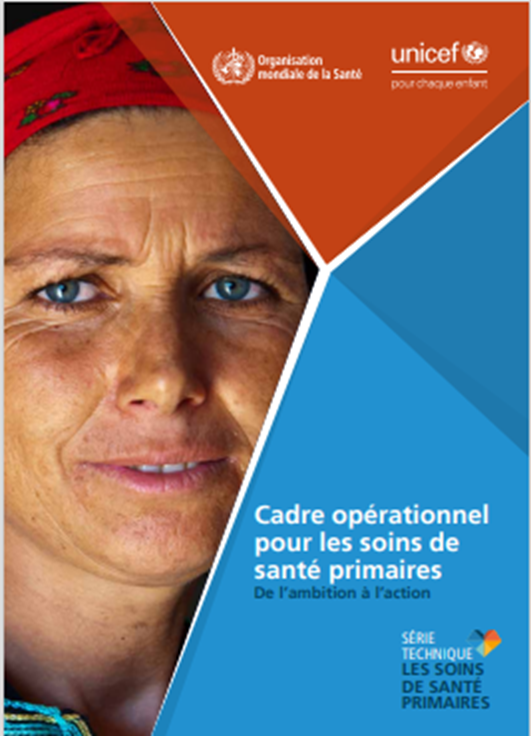 Organisation
mondiale de la Santé
unicef
pour chaque enfant
Cadre opérationnel
pour les soins de
santé primaires
De l'ambition à l'action
SÉRIE
TECHNIQUE
LES SOINS
DE SANTÉ
PRIMAIRES